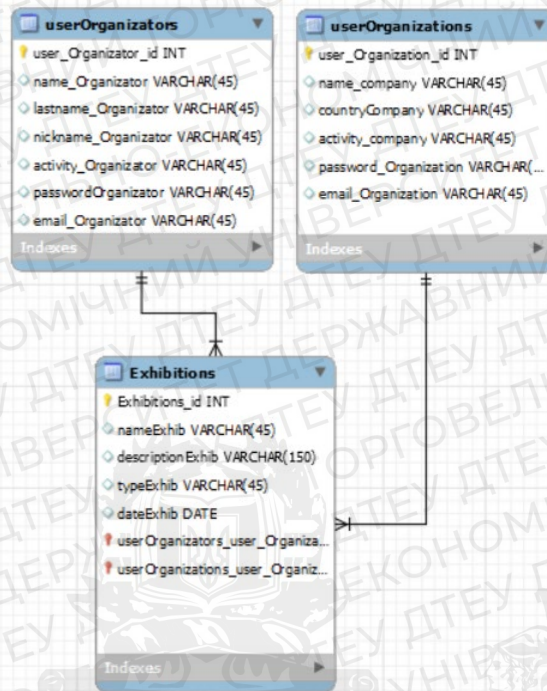 userOrganizators
user_Organizator_id INT
name_Organizator VARCHAR(45)
lastname_Organizator VARCHAR(45)
nickname_Organizator VARCHAR(45)
activity_Organizator VARCHAR(45)
passwordOrganizator VARCHAR(45)
email_Organizator VARCHAR(45)
Indexes
userOrganizations
user_Organization_id INT
name_company VARCHAR(45)
countryCompany VARCHAR(45)
activity_company VARCHAR(45)
password_Organization VARCHAR(...
email_Organization VARCHAR(45)
Indexes
Exhibitions
Exhibitions_id INT
nameExhib VARCHAR(45)
descriptionExhib VARCHAR(150)
typeExhib VARCHAR(45)
dateExhib DATE
userOrganizators_user_Organiza...
userOrganizations_user_Organiz...
Indexes